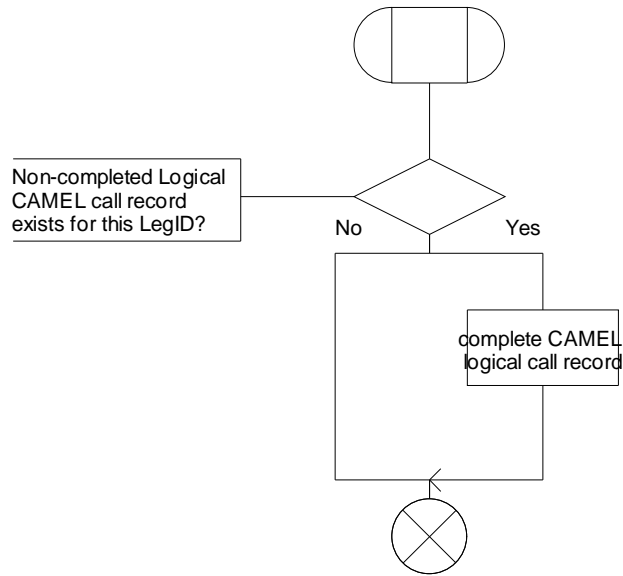 Non-completed Logical
CAMEL call record
exists for this LegID?
No
Yes
complete CAMEL
logical call record